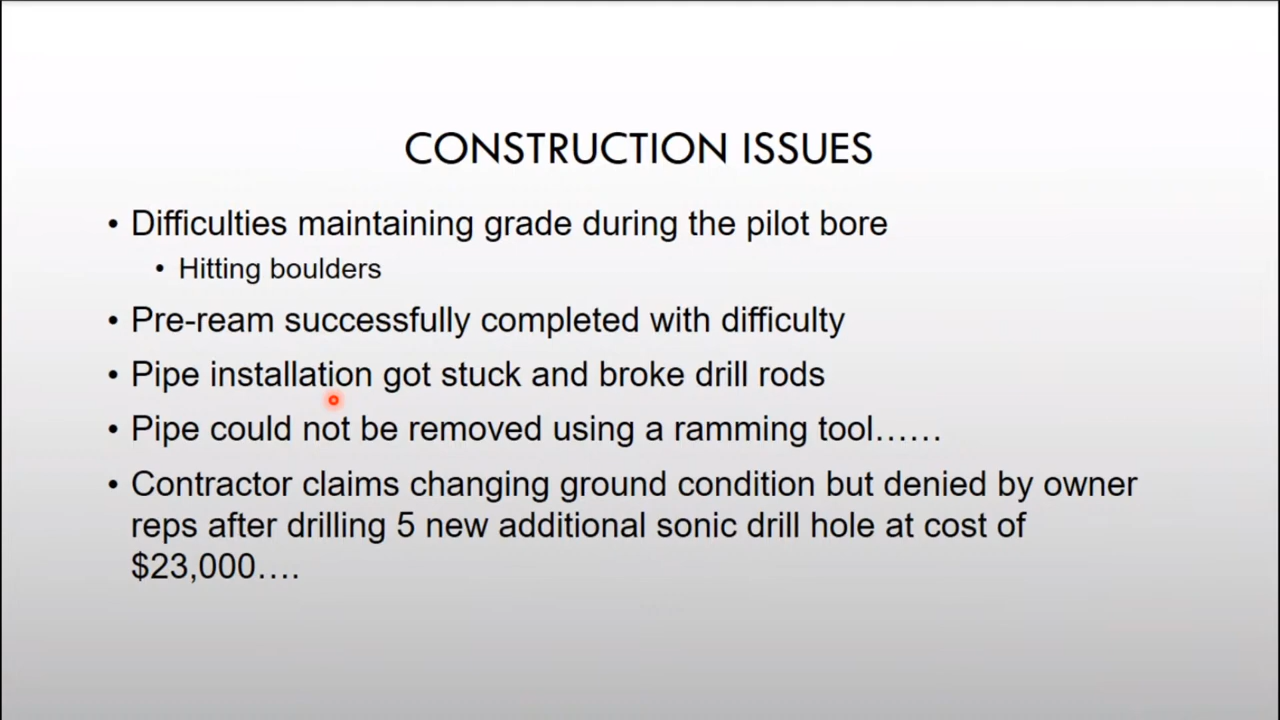 CONSTRUCTION ISSUES
• Difficulties maintaining grade during the pilot bore
• Hitting boulders
• Pre-ream successfully completed with difficulty
• Pipe installation got stuck and broke drill rods
• Pipe could not be removed using a ramming tool……
• Contractor claims changing ground condition but denied by owner
reps after drilling 5 new additional sonic drill hole at cost of
$23,000….